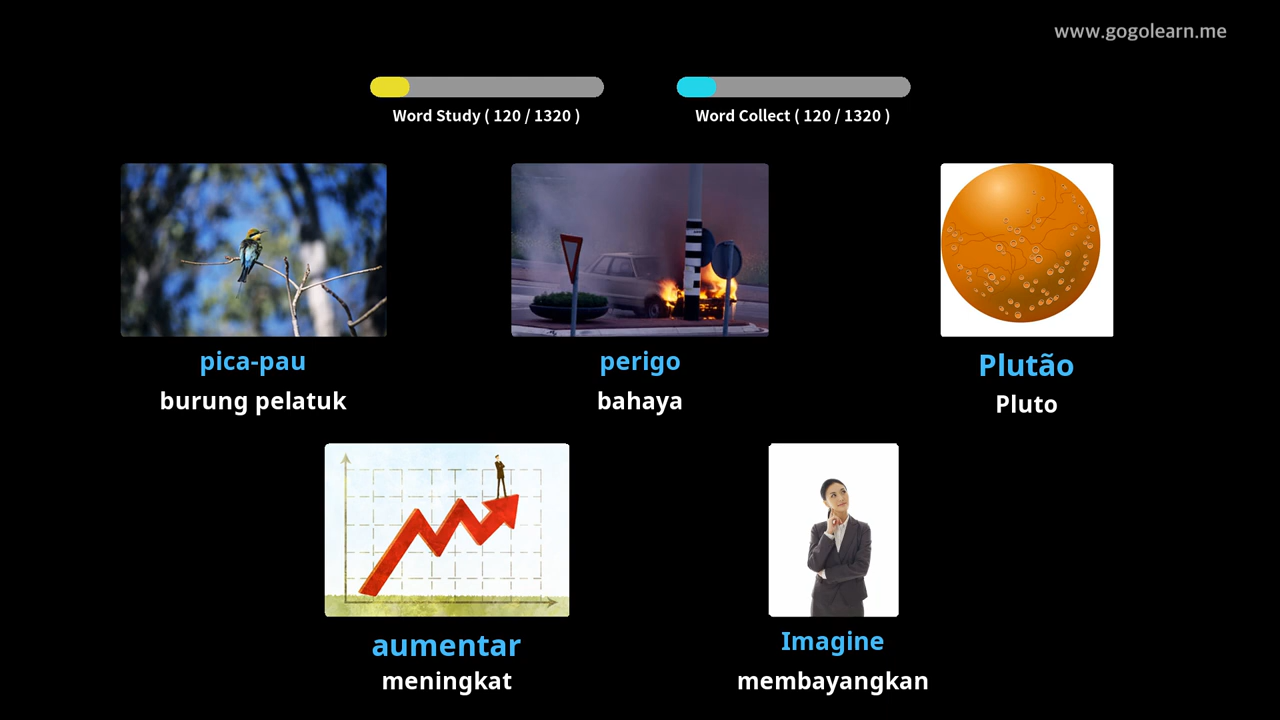 www.gogolearn.me
Word Study ( 120 / 1320 )
Word Collect ( 120 / 1320 )
pica-pau
burung pelatuk
perigo
bahaya
Plutão
Pluto
aumentar
meningkat
Imagine
membayangkan